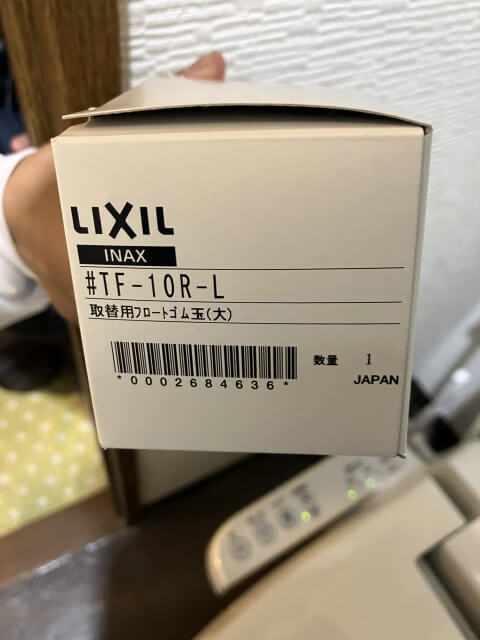 LIXIL
INAX
#TF-10R-L
取替用フロートゴム玉(大)
*0002684636*
数量 1
JAPAN